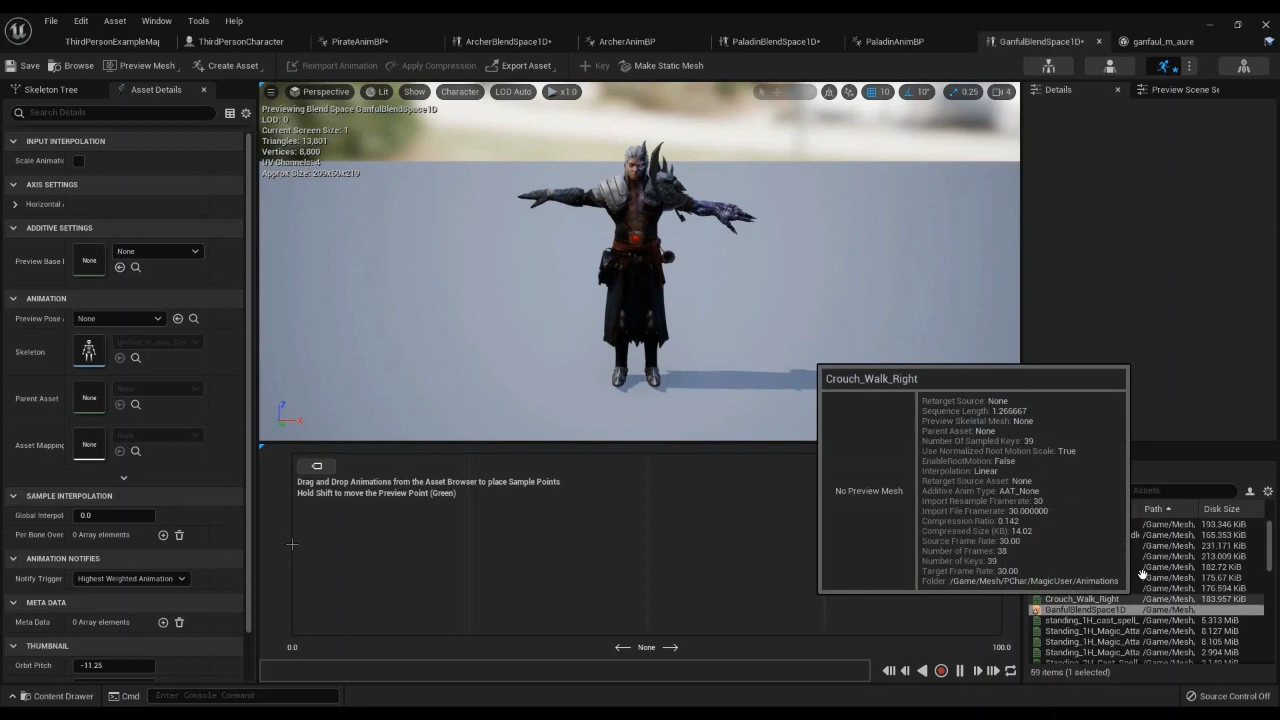 File Edit Asset Window Tools Help
ThirdPersonExampleMap ThirdPersonCharacter PirateAnimBP* ArcherBlendSpace1D* ArcherAnimBP PaladinBlendSpace1D* PaladinAnimBP GanfulBlendSpace1D* ganfaul_m_aure
Save Browse Preview Mesh Create Asset Reimport Animation Apply Compression Export Asset Key Make Static Mesh
Skeleton Tree Asset Details
Perspective Lit Show Character LOD Auto x1.0 10 10° 0.25 4
Details Preview Scene Se
Search Details
Previewing Blend Space GanfulBlendSpace1D
LOD: 0
Current Screen Size: 1
Triangles: 13,801
Vertices: 8,800
UV Channels: 4
Approx Size: 209x60x219
INPUT INTERPOLATION
Scale Animatic
AXIS SETTINGS
Horizontal
ADDITIVE SETTINGS
Preview Base None None
ANIMATION
Preview Pose None
Skeleton
Parent Asset None None
Asset Mapping None None
SAMPLE INTERPOLATION
Global Interpol 0.0
Per Bone Over 0 Array elements
ANIMATION NOTIFIES
Notify Trigger Highest Weighted Animation
META DATA
Meta Data 0 Array elements
THUMBNAIL
Orbit Pitch -11.25
Z
X
Drag and Drop Animations from the Asset Browser to place Sample Points
Hold Shift to move the Preview Point (Green)
0.0 None 100.0
Crouch_Walk_Right
No Preview Mesh
Retarget Source: None
Sequence Length: 1.266667
Preview Skeletal Mesh: None
Parent Asset: None
Number Of Sampled Keys: 39
Use Normalized Root Motion Scale: True
EnableRootMotion: False
Interpolation: Linear
Retarget Source Asset: None
Additive Anim Type: AAT_None
Import Resample Framerate: 30
Import File Framerate: 30.000000
Compression Ratio: 0.142
Compressed Size (KB): 14.02
Source Frame Rate: 30.00
Number of Frames: 38
Number of Keys: 39
Target Frame Rate: 30.00
Folder: /Game/Mesh/PChar/MagicUser/Animations
Assets
Path Disk Size
/Game/Mesh, 193.346 KiB
/Game/Mesh, 165.353 KiB
/Game/Mesh, 231.171 KiB
/Game/Mesh, 213.009 KiB
/Game/Mesh, 182.72 KiB
/Game/Mesh, 175.67 KiB
/Game/Mesh, 176.594 KiB
Crouch_Walk_Right /Game/Mesh, 183.957 KiB
GanfulBlendSpace1D /Game/Mesh,
standing_1H_cast_spell_ /Game/Mesh, 5.313 MiB
Standing_1H_Magic_Atta /Game/Mesh, 8.127 MiB
Standing_1H_Magic_Atta /Game/Mesh, 8.105 MiB
Standing_1H_Magic_Atta /Game/Mesh, 2.994 MiB
59 items (1 selected)
Content Drawer Cmd Enter Console Command Source Control Off